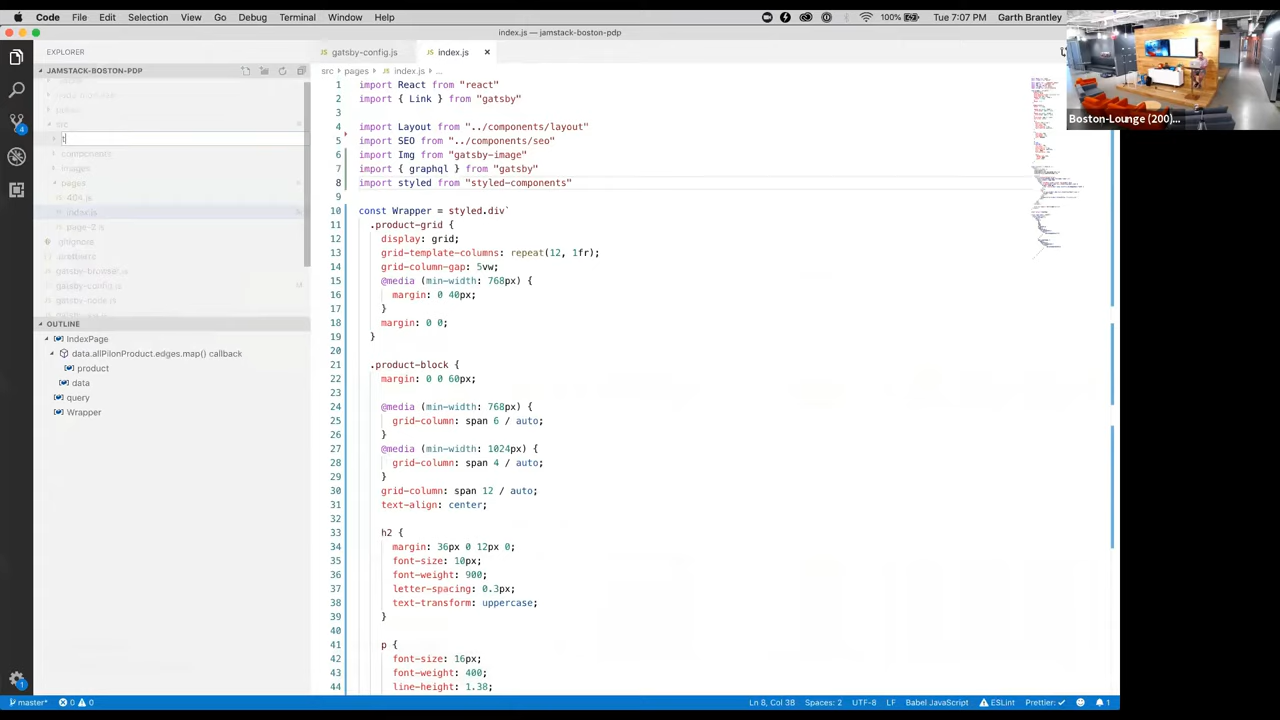 Code File Edit Selection View Go Debug Terminal Window Help 100% Tue 7:07 PM Garth Brantley
index.js — jamstack-boston-pdp
EXPLORER
gatsby-config.js index.js ×
JAMSTACK-BOSTON-PDP
src › pages › index.js › ...
src
components
images
pages
404.js
index.js
page-2.js
.gitignore
.prettierrc
gatsby-browser.js
gatsby-config.js M
gatsby-node.js
OUTLINE
IndexPage
data.allPilonProduct.edges.map() callback
product
data
query
Wrapper
1 import React from "react"
2 import { Link } from "gatsby"
3
4 import Layout from "../components/layout"
5 import SEO from "../components/seo"
6 import Img from "gatsby-image"
7 import { graphql } from "gatsby"
8 import styled from "styled-components"
9
10 const Wrapper = styled.div`
11 .product-grid {
12 display: grid;
13 grid-template-columns: repeat(12, 1fr);
14 grid-column-gap: 5vw;
15 @media (min-width: 768px) {
16 margin: 0 40px;
17 }
18 margin: 0 0;
19 }
20
21 .product-block {
22 margin: 0 0 60px;
23
24 @media (min-width: 768px) {
25 grid-column: span 6 / auto;
26 }
27 @media (min-width: 1024px) {
28 grid-column: span 4 / auto;
29 }
30 grid-column: span 12 / auto;
31 text-align: center;
32
33 h2 {
34 margin: 36px 0 12px 0;
35 font-size: 10px;
36 font-weight: 900;
37 letter-spacing: 0.3px;
38 text-transform: uppercase;
39 }
40
41 p {
42 font-size: 16px;
43 font-weight: 400;
44 line-height: 1.38;
Boston-Lounge (200)...
4
1
master* 0 0 Ln 8, Col 38 Spaces: 2 UTF-8 LF Babel JavaScript ESLint Prettier: ✓ 1